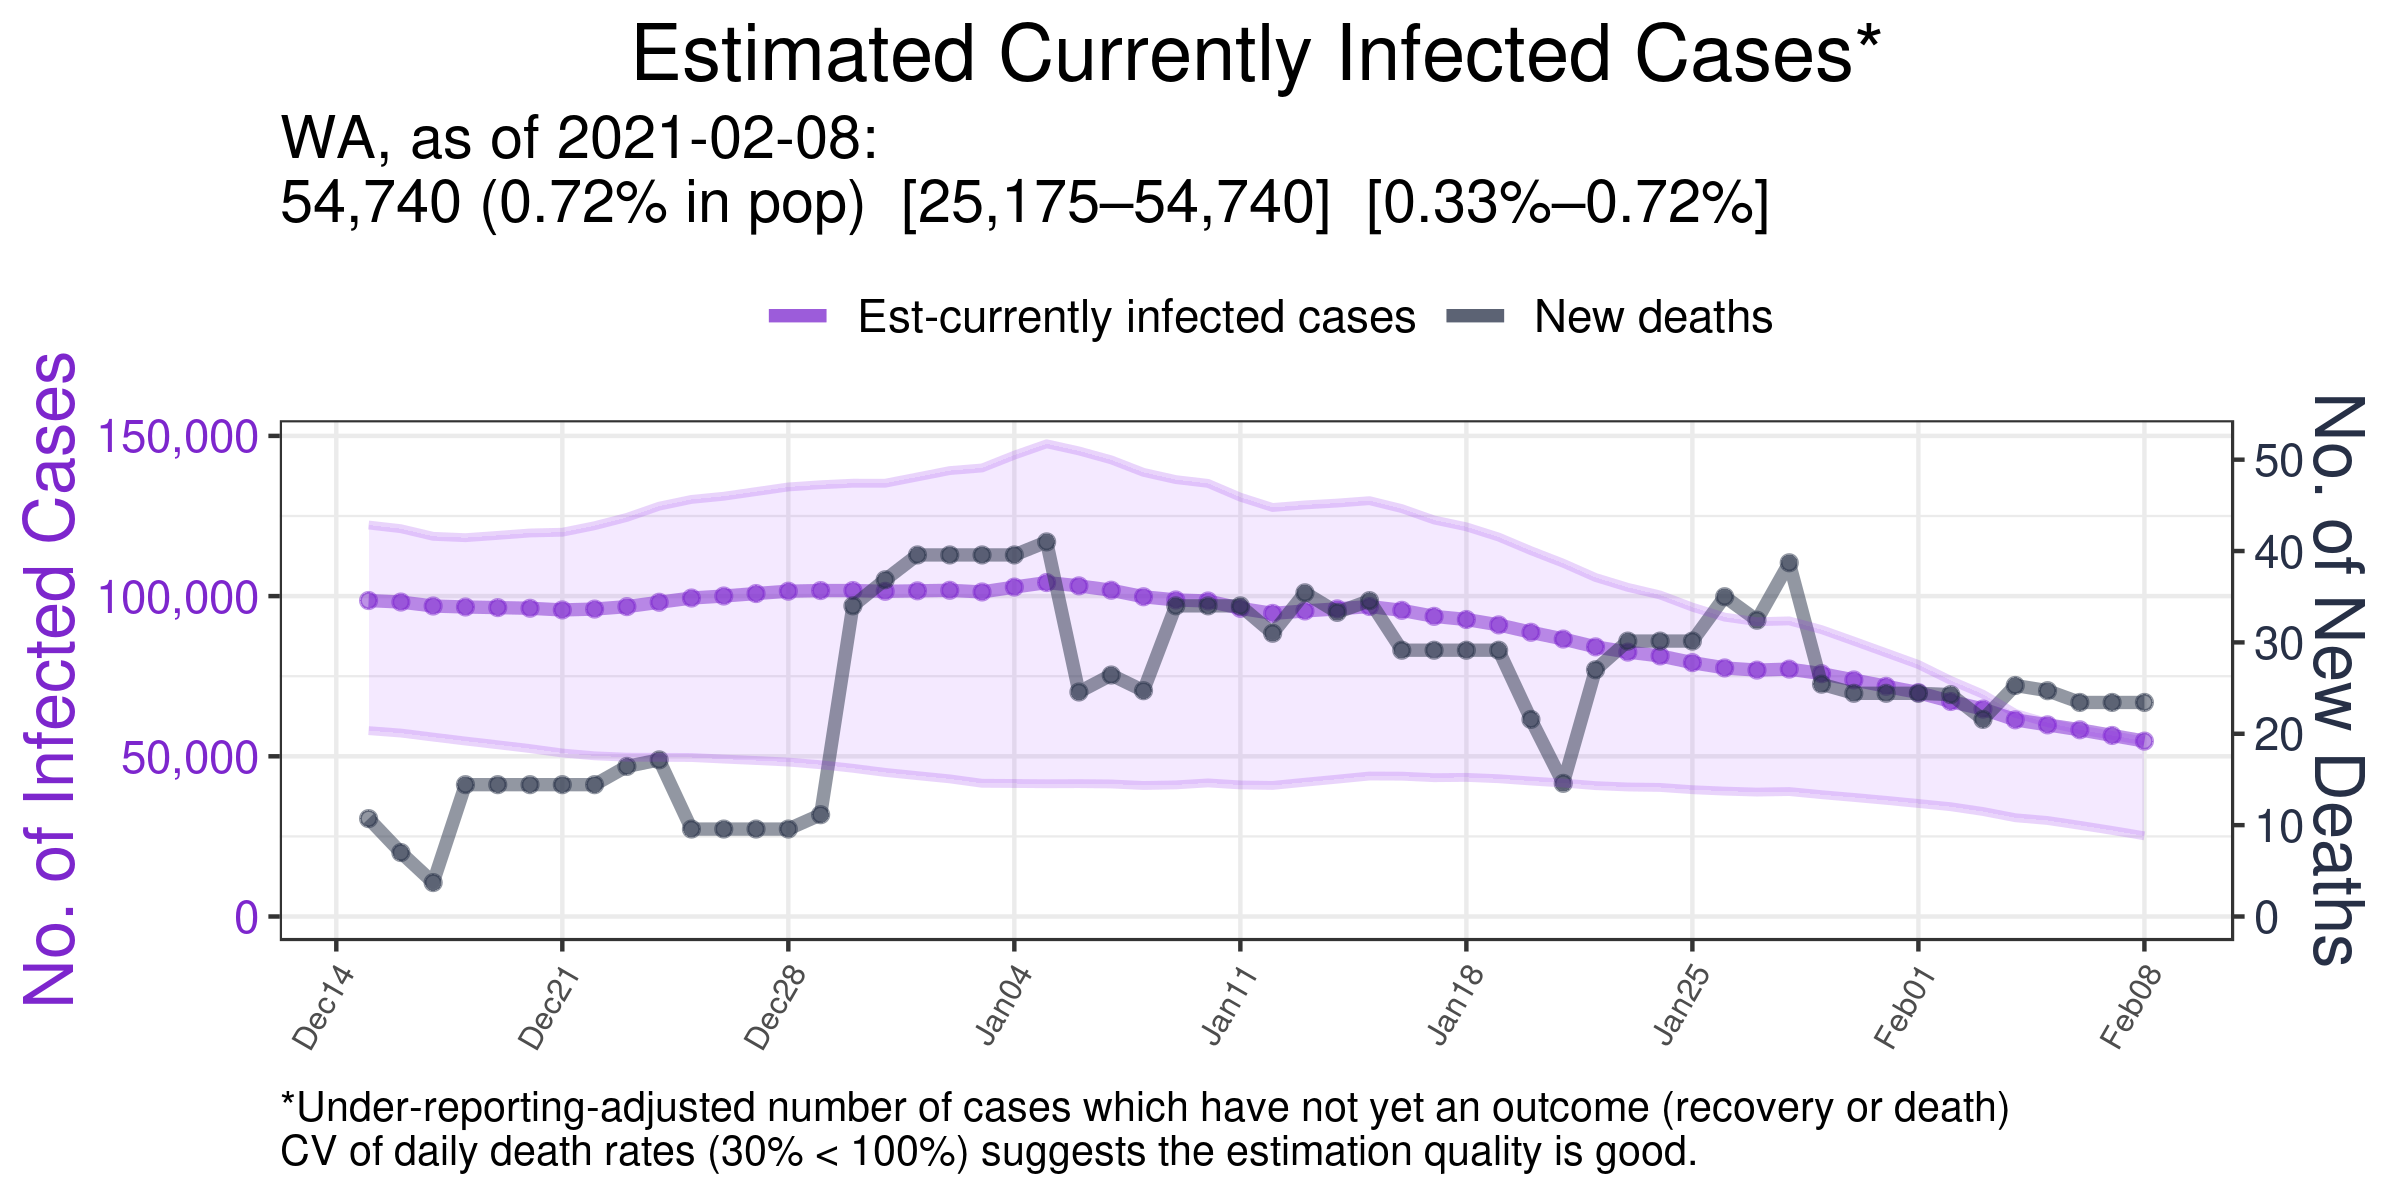 Estimated Currently Infected Cases*
WA, as of 2021-02-08:
54,740 (0.72% in pop)  [25,175–54,740]  [0.33%–0.72%]
Est-currently infected cases
New deaths
No. of Infected Cases
150,000
100,000
50,000
0
No. of New Deaths
50
40
30
20
10
0
Dec14
Dec21
Dec28
Jan04
Jan11
Jan18
Jan25
Feb01
Feb08
*Under-reporting-adjusted number of cases which have not yet an outcome (recovery or death)
CV of daily death rates (30% < 100%) suggests the estimation quality is good.